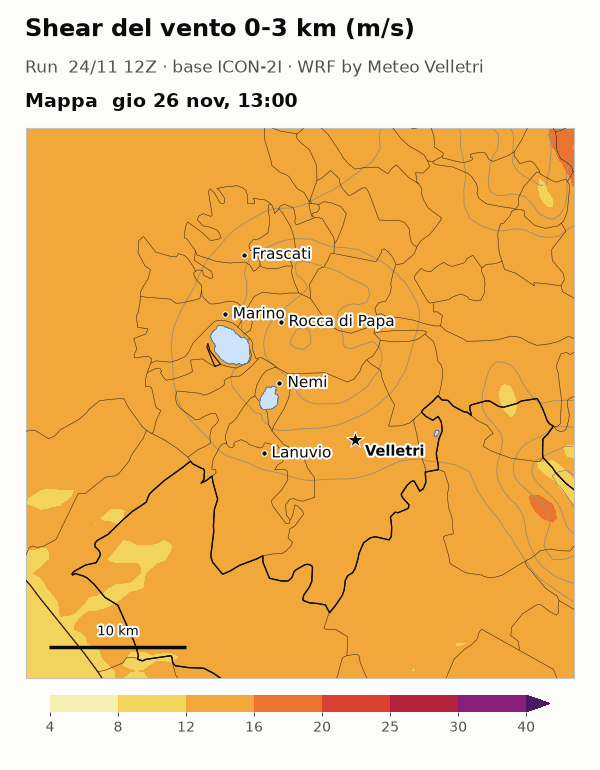 Shear del vento 0-3 km (m/s)
Run  24/11 12Z · base ICON-2I · WRF by Meteo Velletri
Mappa  gio 26 nov, 13:00
Frascati
Marino
Rocca di Papa
Nemi
Velletri
Lanuvio
10 km
4 8 12 16 20 25 30 40